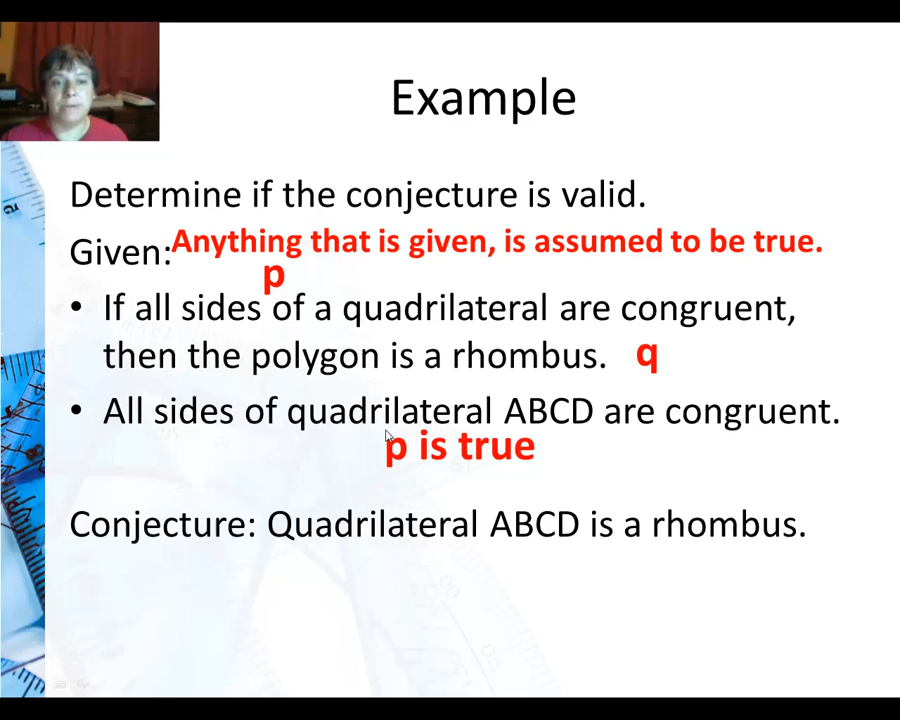 Example
Determine if the conjecture is valid.
Given: Anything that is given, is assumed to be true.
p
• If all sides of a quadrilateral are congruent,
then the polygon is a rhombus. q
• All sides of quadrilateral ABCD are congruent.
p is true
Conjecture: Quadrilateral ABCD is a rhombus.